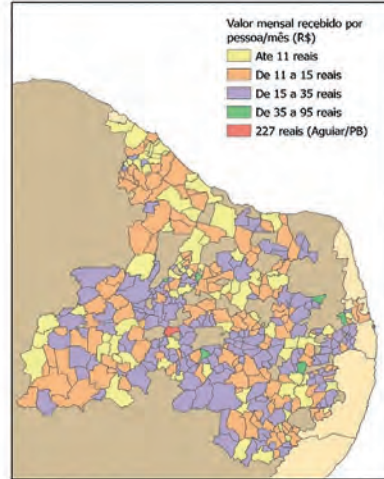 Valor mensal recebido por
pessoa/mês (R$)
Ate 11 reais
De 11 a 15 reais
De 15 a 35 reais
De 35 a 95 reais
227 reais (Aguiar/PB)